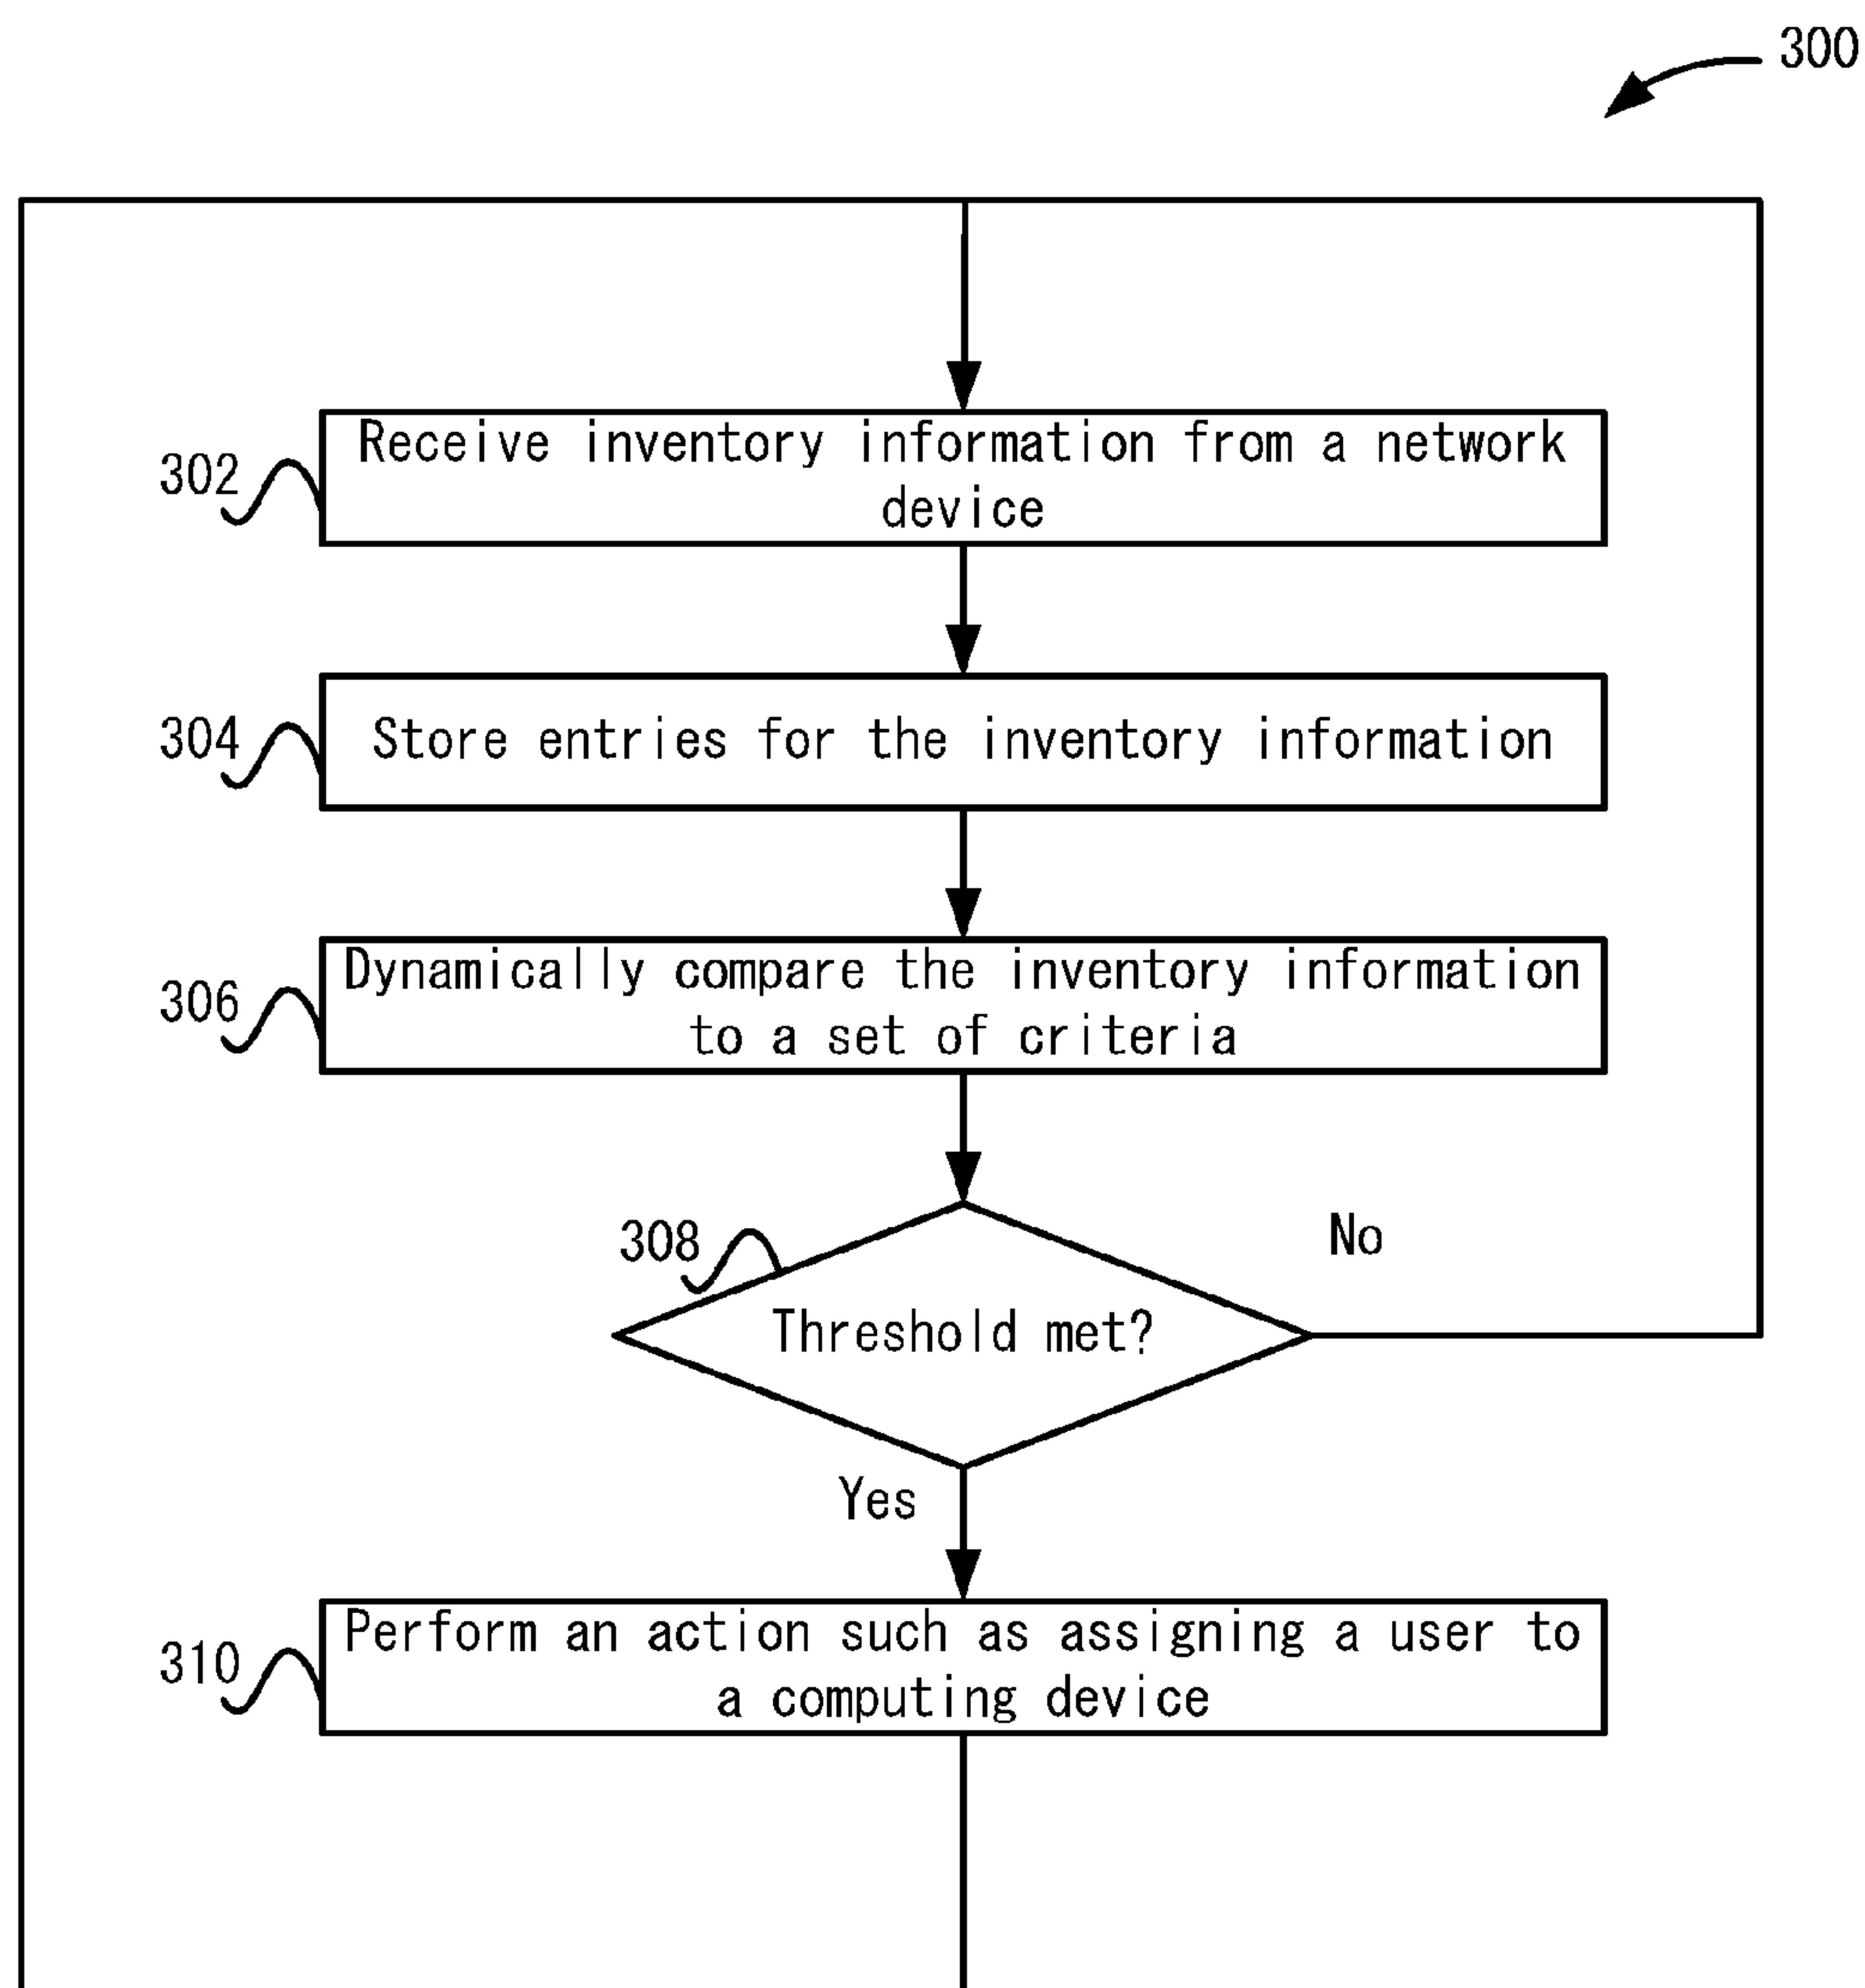 300
302
Receive inventory information from a network
device
304
Store entries for the inventory information
306
Dynamically compare the inventory information
to a set of criteria
308
Threshold met?
No
Yes
310
Perform an action such as assigning a user to
a computing device